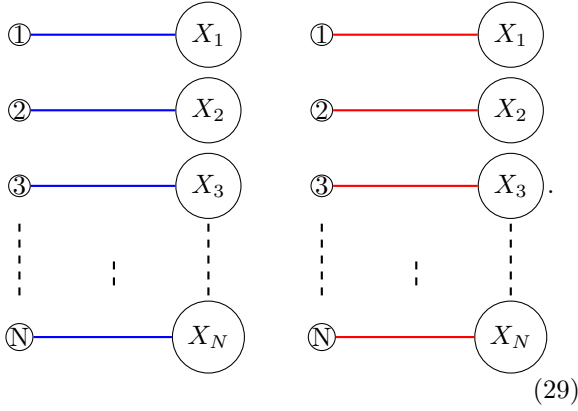 1 X₁ 1 X₁
2 X₂ 2 X₂
3 X₃ 3 X₃ .
N X_N N X_N
(29)